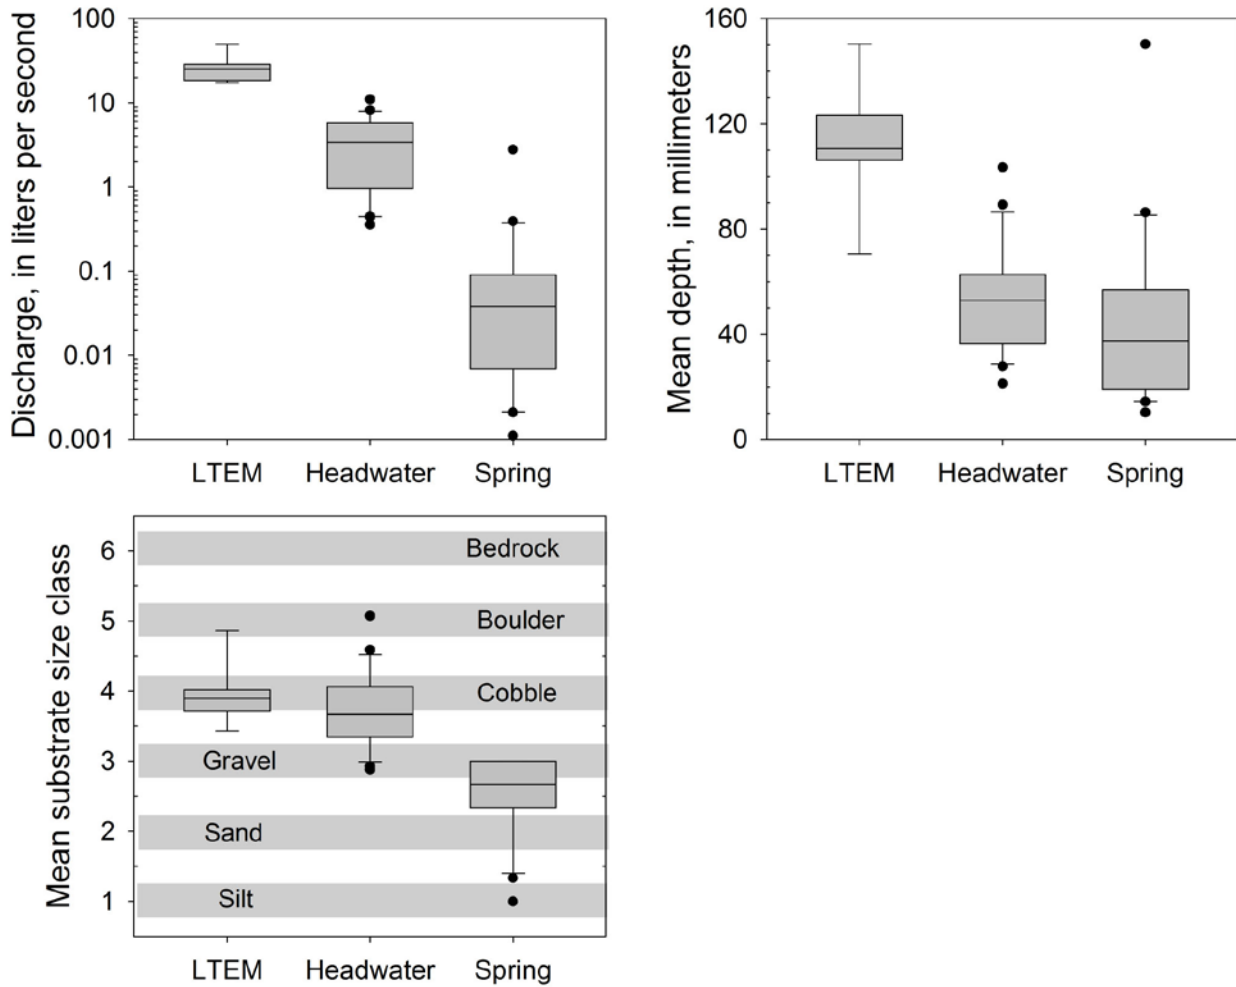 Discharge, in liters per second
100
10
1
0.1
0.01
0.001
LTEM Headwater Spring
Mean depth, in millimeters
160
120
80
40
0
LTEM Headwater Spring
Mean substrate size class
6
5
4
3
2
1
Bedrock
Boulder
Cobble
Gravel
Sand
Silt
LTEM Headwater Spring